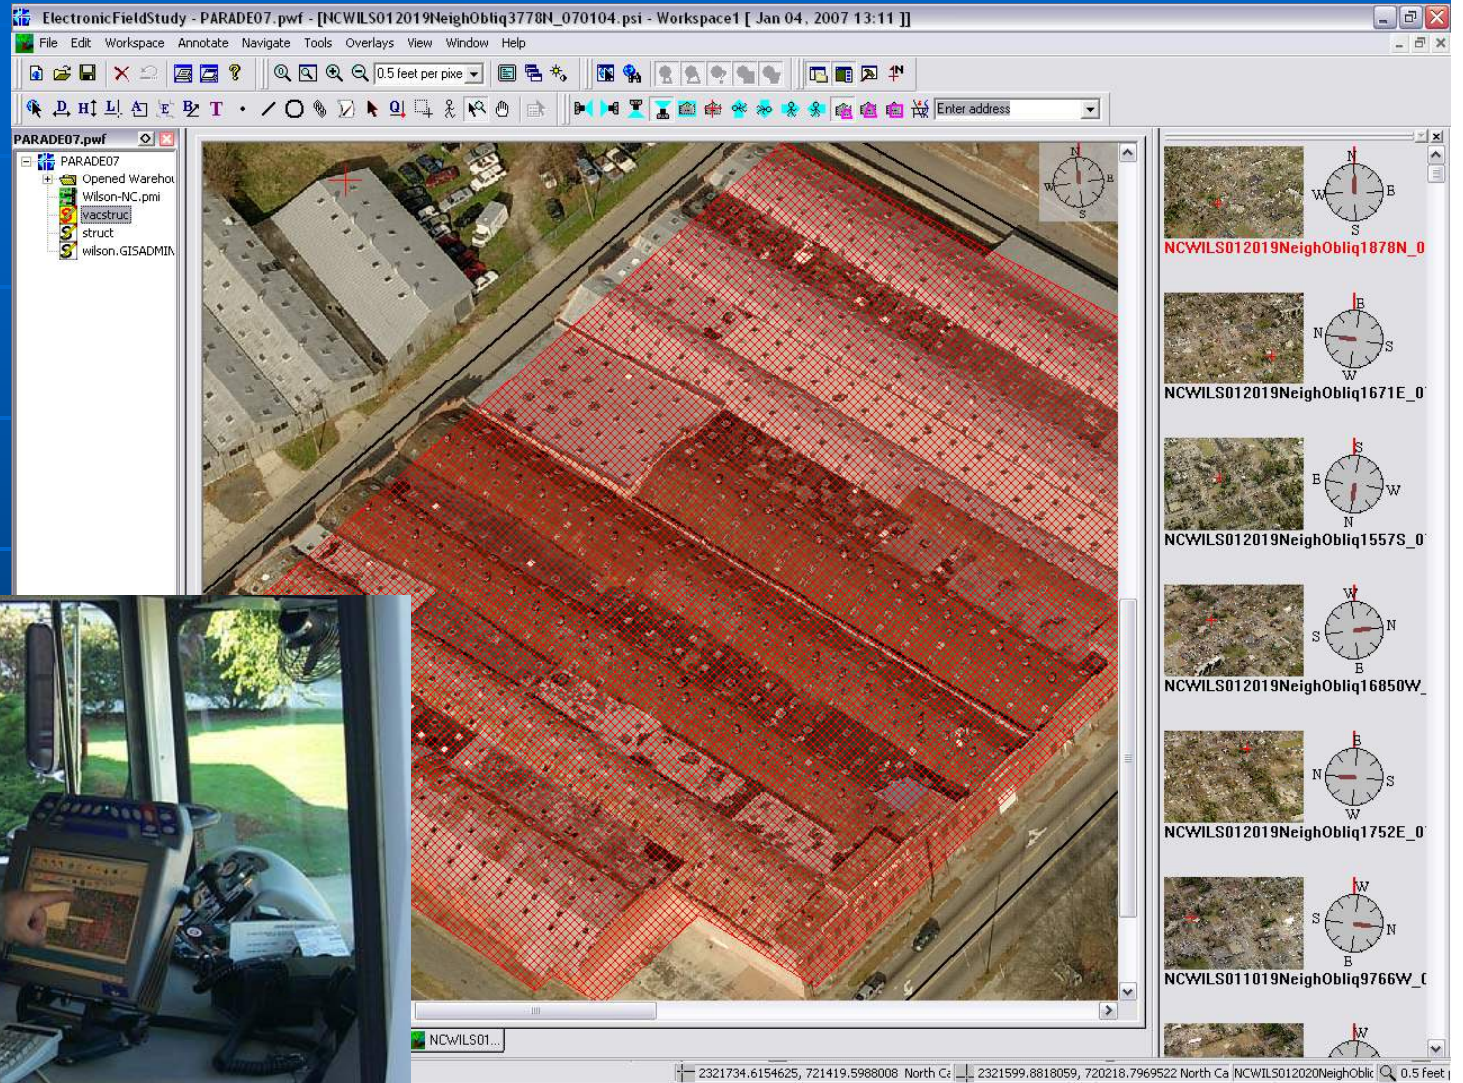 ElectronicFieldStudy - PARADE07.pwf - [NCWILS012019NeighObliq3778N_070104.psi - Workspace1 [ Jan 04, 2007 13:11 ]]
File Edit Workspace Annotate Navigate Tools Overlays View Window Help
0.5 feet per pixe
Enter address
PARADE07.pwf
PARADE07
Opened Warehou
Wilson-NC.pmi
vacstruc
struct
wilson.GISADMIN
N
W E
S
N
W E
S
NCWILS012019NeighObliq1878N_0
E
N S
W
NCWILS012019NeighObliq1671E_0
S
E W
N
NCWILS012019NeighObliq1557S_0
W
S N
E
NCWILS012019NeighObliq16850W_
E
N S
W
NCWILS012019NeighObliq1752E_0
W
S N
E
NCWILS011019NeighObliq9766W_0
W
NCWILS01...
2321734.6154625, 721419.5988008 North Ca 2321599.8818059, 720218.7969522 North Ca NCWILS012020NeighObliq 0.5 feet